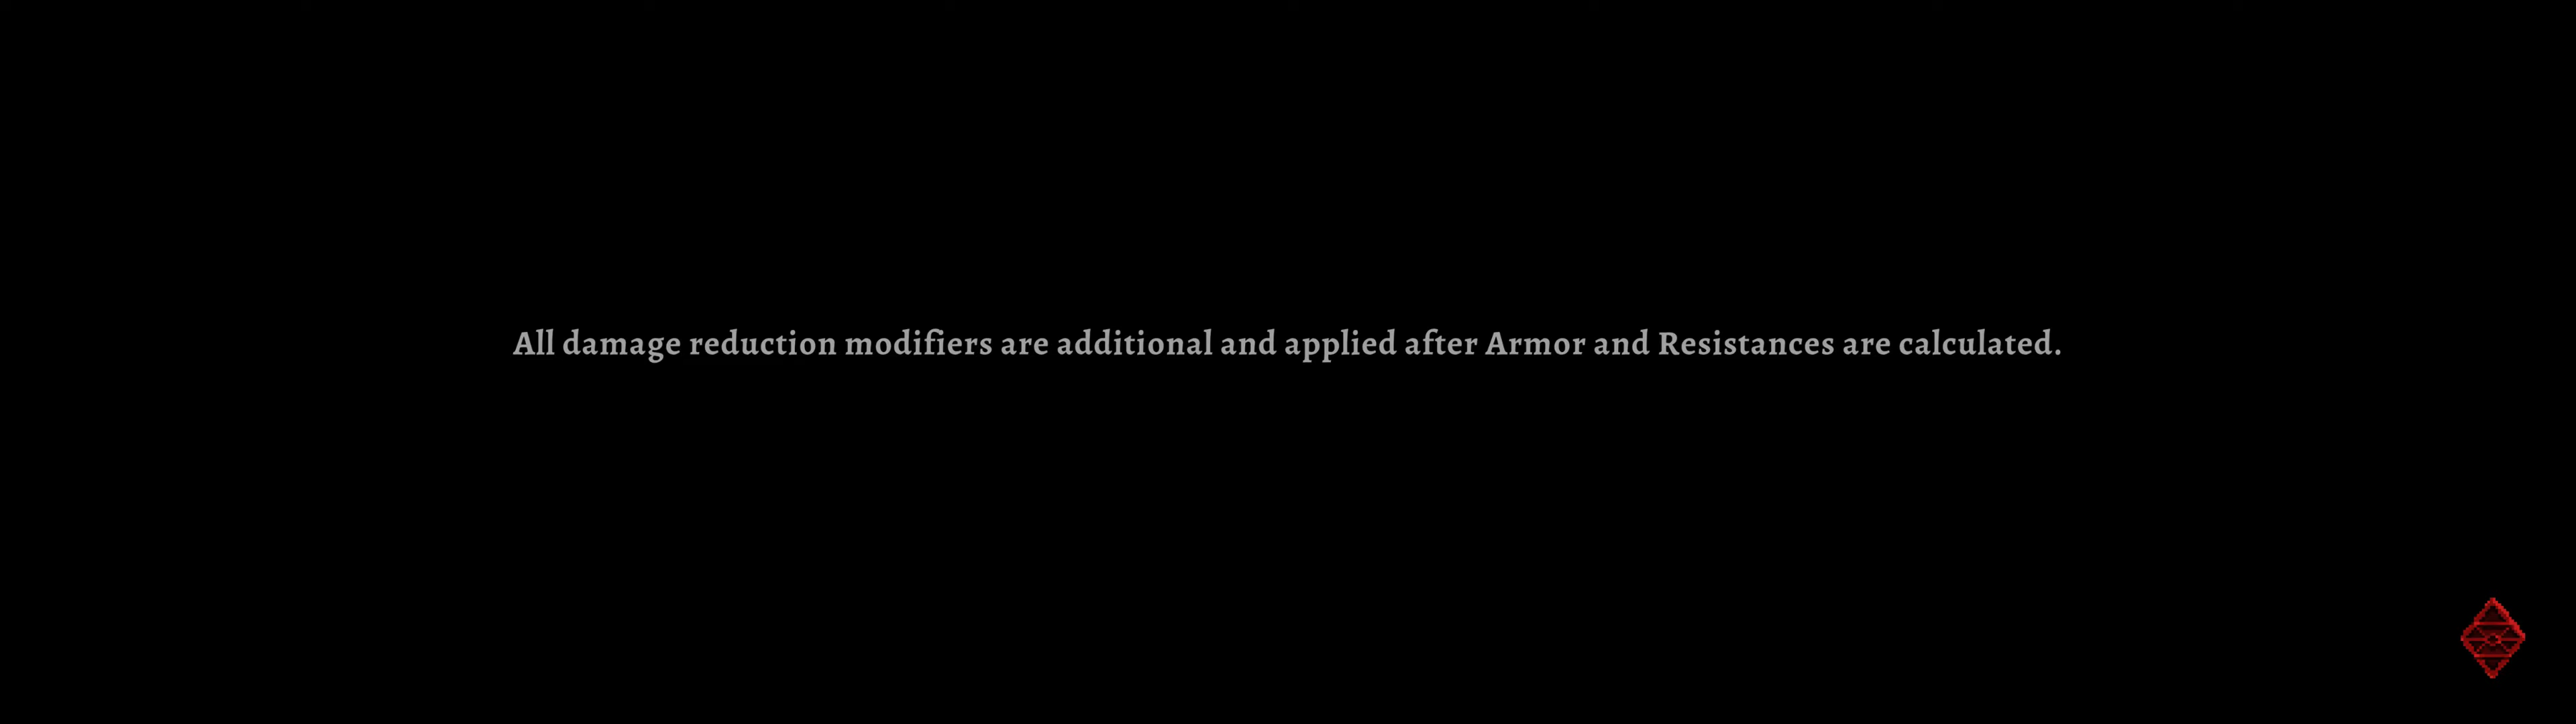 All damage reduction modifiers are additional and applied after Armor and Resistances are calculated.